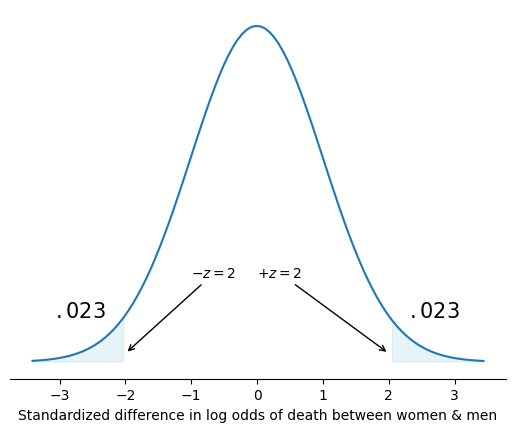 −z = 2 +z = 2
.023 .023
−3 −2 −1 0 1 2 3
Standardized difference in log odds of death between women & men